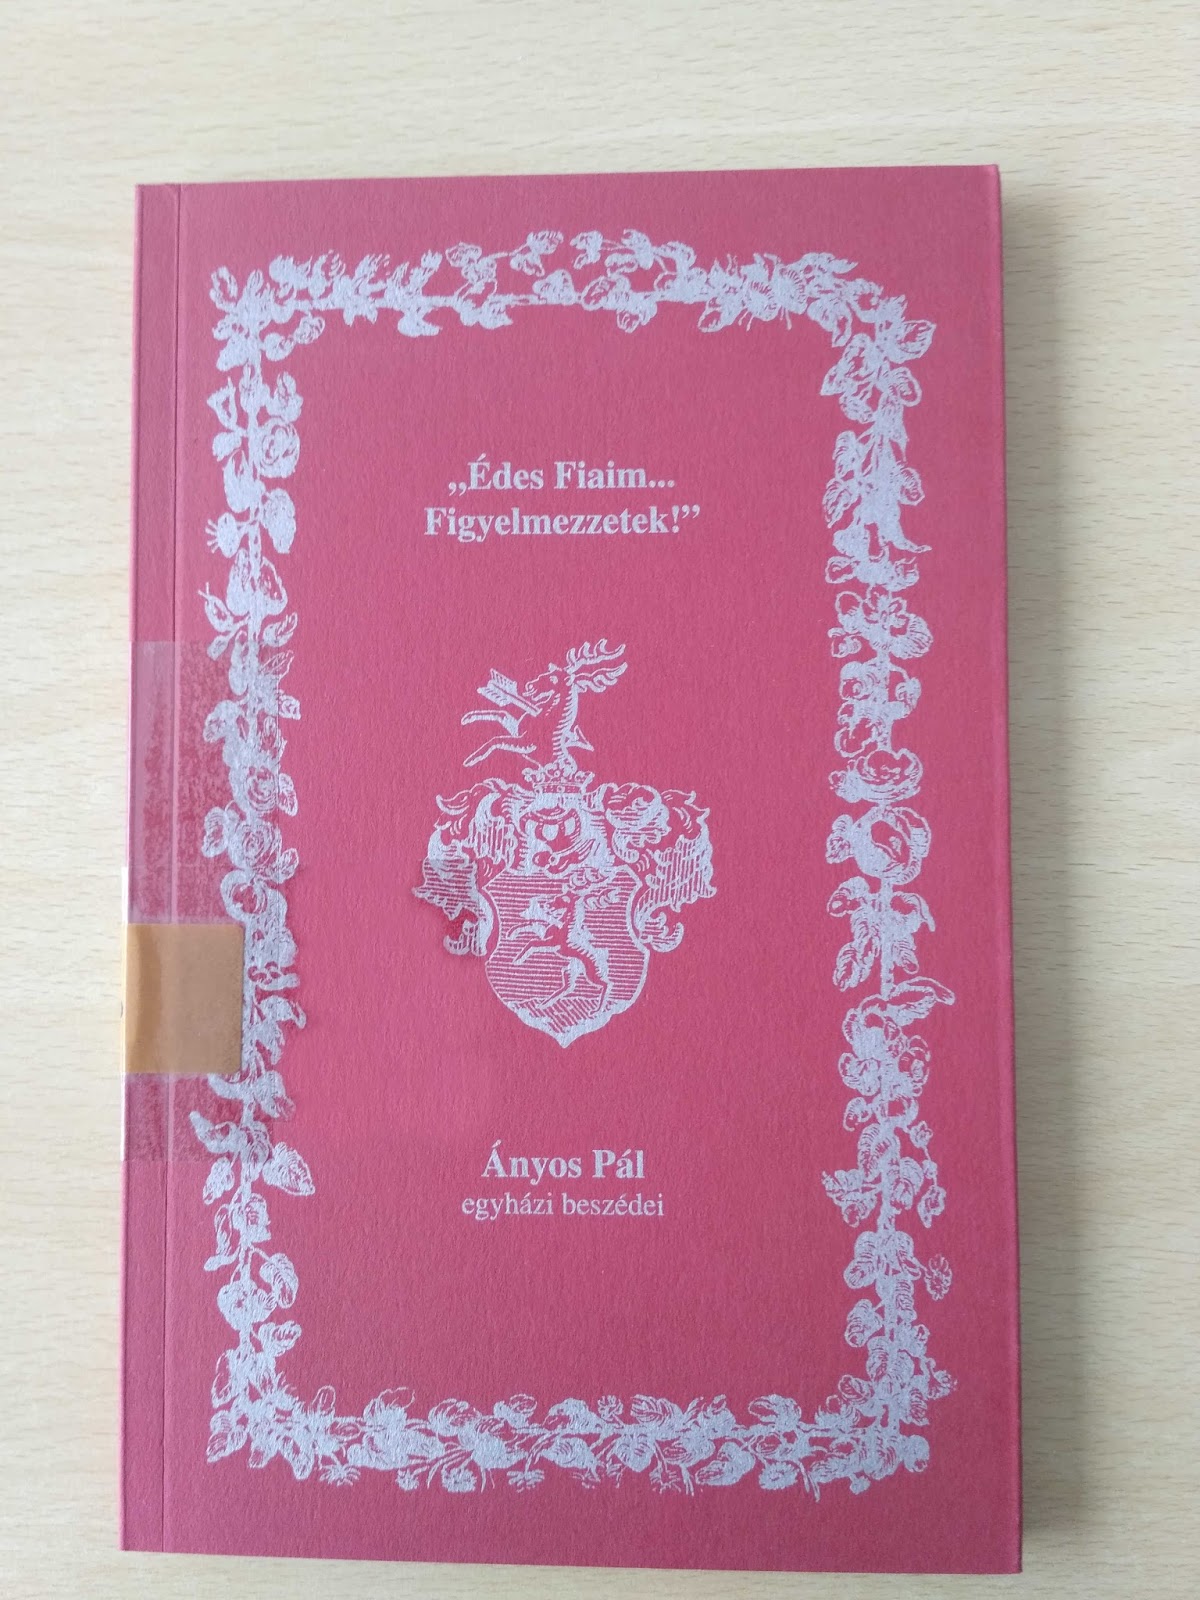 „Édes Fiaim...
Figyelmezzetek!”
Ányos Pál
egyházi beszédei